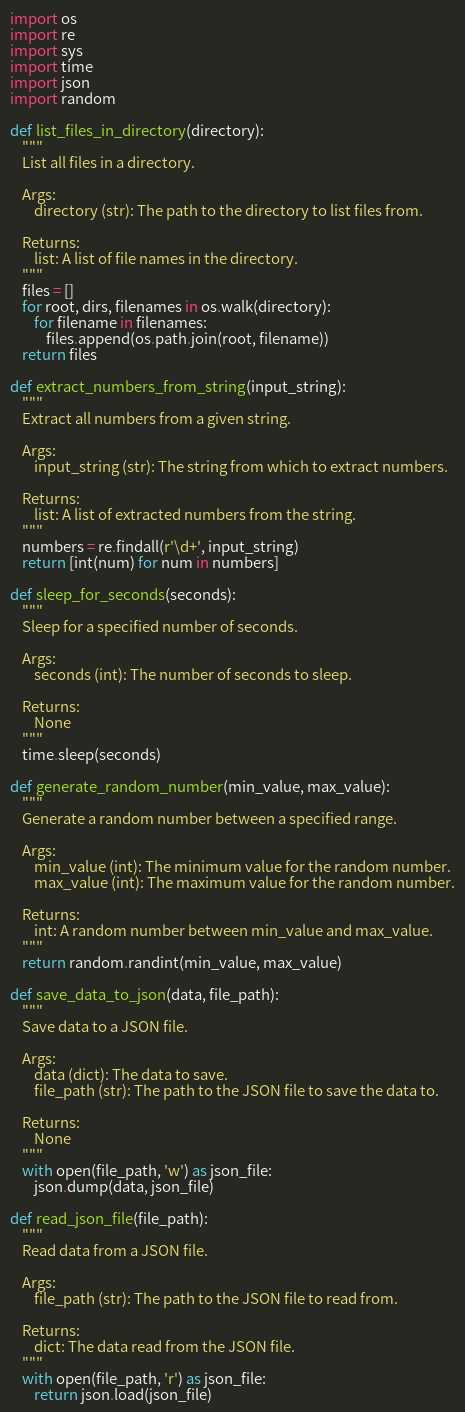 import os
import re
import sys
import time
import json
import random

def list_files_in_directory(directory):
    """
    List all files in a directory.

    Args:
        directory (str): The path to the directory to list files from.

    Returns:
        list: A list of file names in the directory.
    """
    files = []
    for root, dirs, filenames in os.walk(directory):
        for filename in filenames:
            files.append(os.path.join(root, filename))
    return files

def extract_numbers_from_string(input_string):
    """
    Extract all numbers from a given string.

    Args:
        input_string (str): The string from which to extract numbers.

    Returns:
        list: A list of extracted numbers from the string.
    """
    numbers = re.findall(r'\d+', input_string)
    return [int(num) for num in numbers]

def sleep_for_seconds(seconds):
    """
    Sleep for a specified number of seconds.

    Args:
        seconds (int): The number of seconds to sleep.

    Returns:
        None
    """
    time.sleep(seconds)

def generate_random_number(min_value, max_value):
    """
    Generate a random number between a specified range.

    Args:
        min_value (int): The minimum value for the random number.
        max_value (int): The maximum value for the random number.

    Returns:
        int: A random number between min_value and max_value.
    """
    return random.randint(min_value, max_value)

def save_data_to_json(data, file_path):
    """
    Save data to a JSON file.

    Args:
        data (dict): The data to save.
        file_path (str): The path to the JSON file to save the data to.

    Returns:
        None
    """
    with open(file_path, 'w') as json_file:
        json.dump(data, json_file)

def read_json_file(file_path):
    """
    Read data from a JSON file.

    Args:
        file_path (str): The path to the JSON file to read from.

    Returns:
        dict: The data read from the JSON file.
    """
    with open(file_path, 'r') as json_file:
        return json.load(json_file)